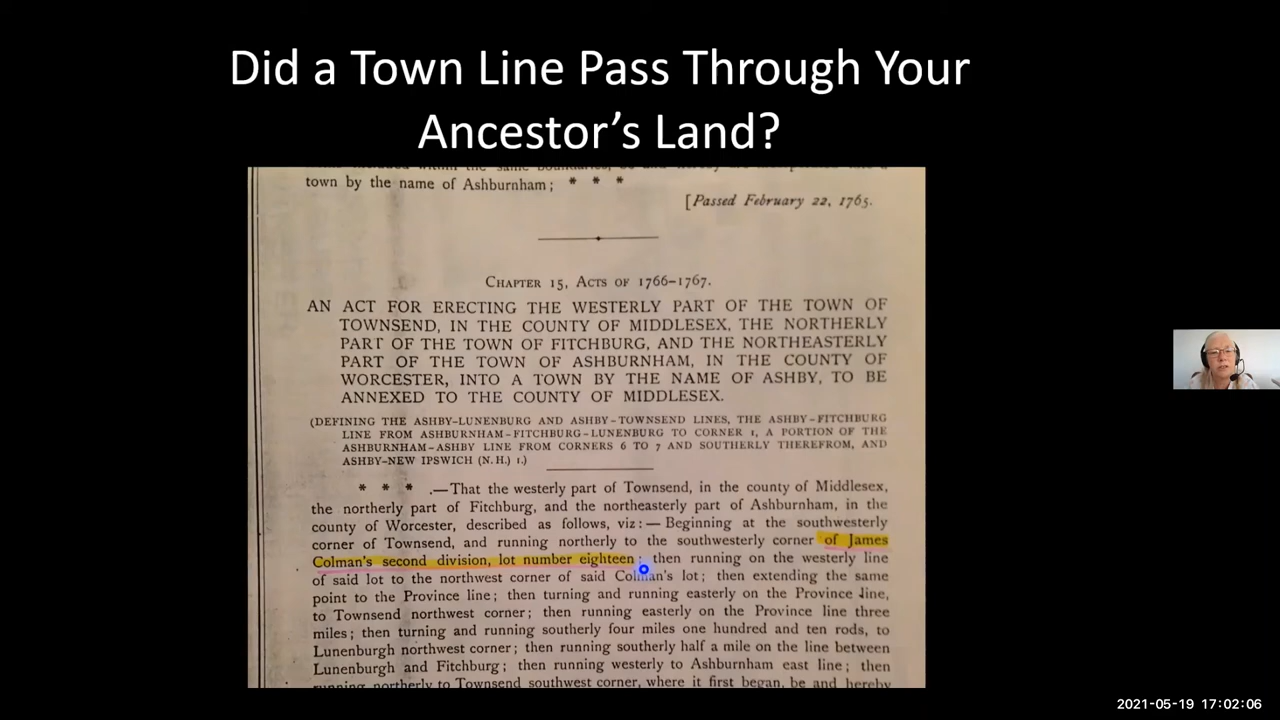 Did a Town Line Pass Through Your
Ancestor's Land?
town by the name of Ashburnham; * * *
[Passed February 22, 1765.
CHAPTER 15, ACTS OF 1766–1767.
AN ACT FOR ERECTING THE WESTERLY PART OF THE TOWN OF
TOWNSEND, IN THE COUNTY OF MIDDLESEX, THE NORTHERLY
PART OF THE TOWN OF FITCHBURG, AND THE NORTHEASTERLY
PART OF THE TOWN OF ASHBURNHAM, IN THE COUNTY OF
WORCESTER, INTO A TOWN BY THE NAME OF ASHBY, TO BE
ANNEXED TO THE COUNTY OF MIDDLESEX.
(DEFINING THE ASHBY-LUNENBURG AND ASHBY-TOWNSEND LINES, THE ASHBY-FITCHBURG
LINE FROM ASHBURNHAM-FITCHBURG-LUNENBURG TO CORNER 1, A PORTION OF THE
ASHBURNHAM-ASHBY LINE FROM CORNERS 6 TO 7 AND SOUTHERLY THEREFROM, AND
ASHBY-NEW IPSWICH (N. H.) 1.)
* * * .—That the westerly part of Townsend, in the county of Middlesex,
the northerly part of Fitchburg, and the northeasterly part of Ashburnham, in the
county of Worcester, described as follows, viz:—Beginning at the southwesterly
corner of Townsend, and running northerly to the southwesterly corner of James
Colman's second division, lot number eighteen; then running on the westerly line
of said lot to the northwest corner of said Colman's lot; then extending the same
point to the Province line; then turning and running easterly on the Province line,
to Townsend northwest corner; then running easterly on the Province line three
miles; then turning and running southerly four miles one hundred and ten rods, to
Lunenburgh northwest corner; then running southerly half a mile on the line between
Lunenburgh and Fitchburg; then running westerly to Ashburnham east line; then
running northerly to Townsend southwest corner, where it first began, be and hereby
2021-05-19 17:02:06